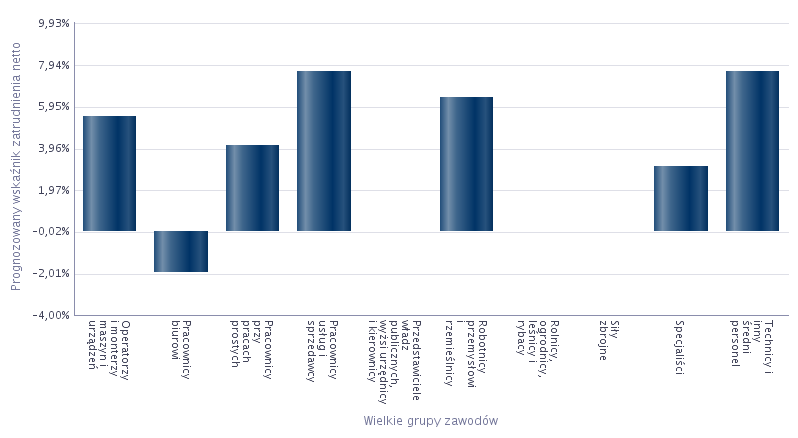 9,93%
7,94%
5,95%
3,96%
1,97%
-0,02%
-2,01%
-4,00%
Prognozowany wskaźnik zatrudnienia netto
Operatorzy
i monterzy
maszyn i
urządzeń
Pracownicy
biurowi
Pracownicy
przy
pracach
prostych
Pracownicy
usług i
sprzedawcy
Przedstawiciele
władz
publicznych,
wyżsi urzędnicy
i kierownicy
Robotnicy
przemysłowi
i
rzemieślnicy
Rolnicy,
ogrodnicy,
leśnicy i
rybacy
Siły
zbrojne
Specjaliści
Technicy i
inny
średni
personel
Wielkie grupy zawodów